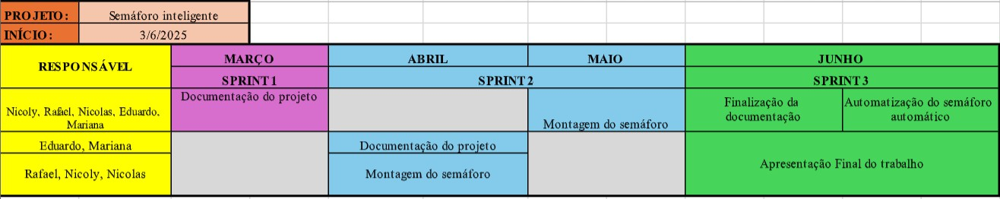 PROJETO: Semáforo inteligente
INÍCIO: 3/6/2025
RESPONSÁVEL MARÇO ABRIL MAIO JUNHO
SPRINT 1 SPRINT 2 SPRINT 3
Nicoly, Rafael, Nicolas, Eduardo,
Mariana
Documentação do projeto
Montagem do semáforo
Finalização da
documentação
Automatização do semáforo
automático
Eduardo, Mariana
Documentação do projeto
Rafael, Nicoly, Nicolas
Montagem do semáforo
Apresentação Final do trabalho